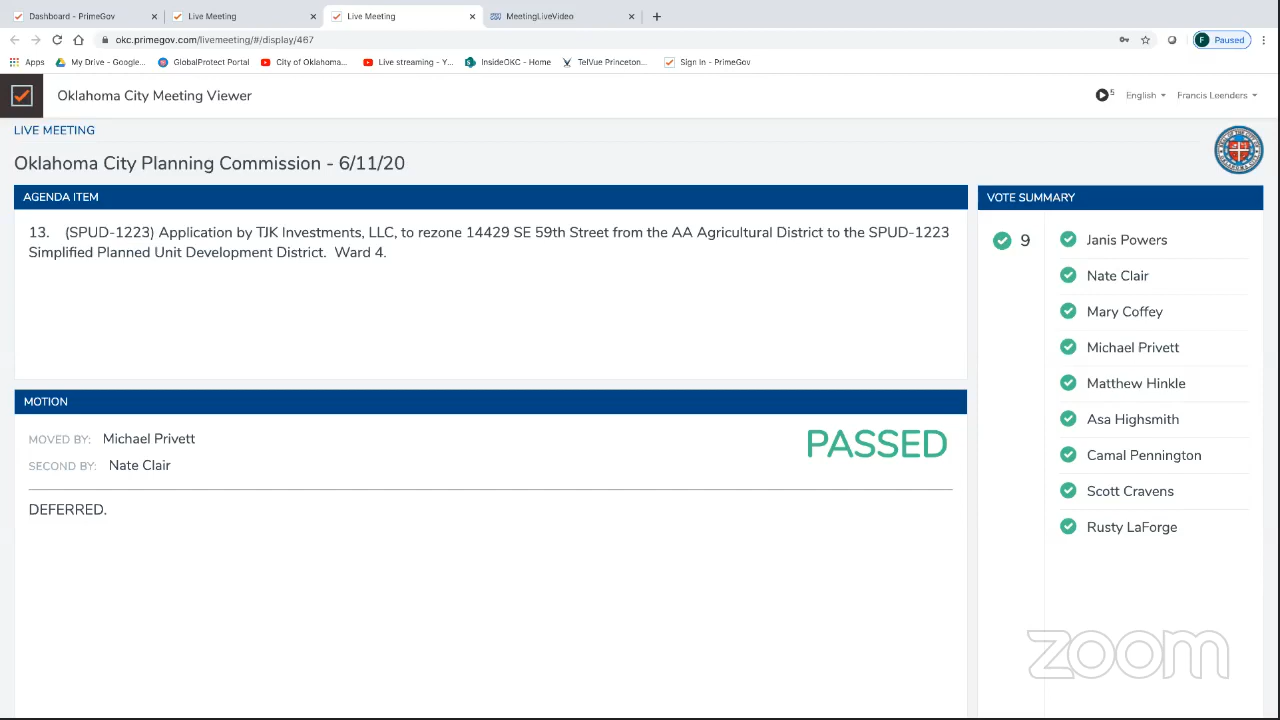 Dashboard - PrimeGov
Live Meeting
Live Meeting
MeetingLiveVideo
okc.primegov.com/livemeeting/#/display/467
F Paused
Apps
My Drive - Google...
GlobalProtect Portal
City of Oklahoma...
Live streaming - Y...
InsideOKC - Home
TelVue Princeton...
Sign In - PrimeGov
Oklahoma City Meeting Viewer
5
English
Francis Leenders
LIVE MEETING
Oklahoma City Planning Commission - 6/11/20
AGENDA ITEM
13. (SPUD-1223) Application by TJK Investments, LLC, to rezone 14429 SE 59th Street from the AA Agricultural District to the SPUD-1223
Simplified Planned Unit Development District. Ward 4.
MOTION
MOVED BY: Michael Privett
SECOND BY: Nate Clair
PASSED
DEFERRED.
VOTE SUMMARY
9
Janis Powers
Nate Clair
Mary Coffey
Michael Privett
Matthew Hinkle
Asa Highsmith
Camal Pennington
Scott Cravens
Rusty LaForge
zoom